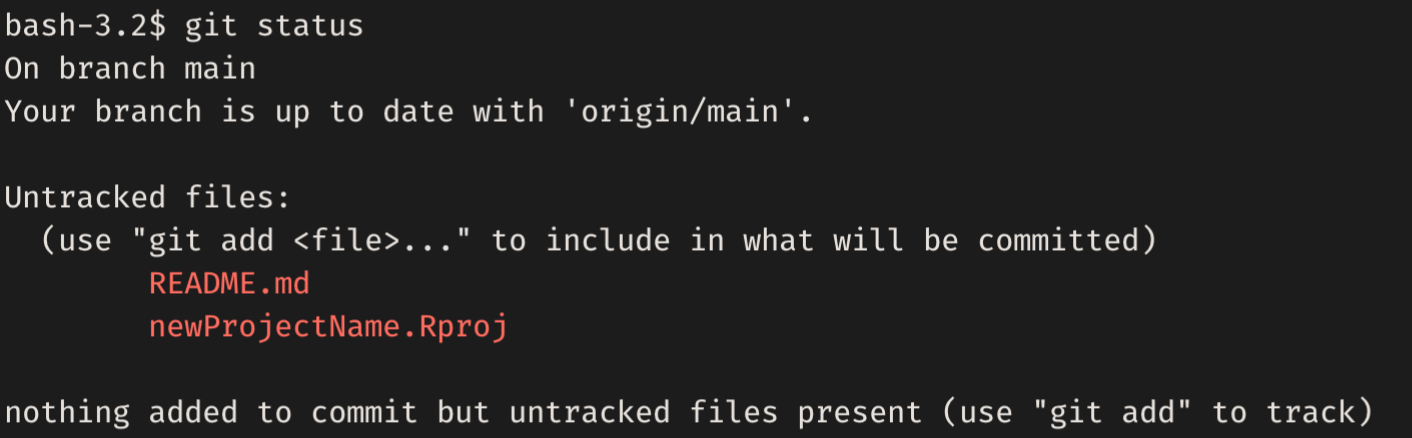 bash-3.2$ git status
On branch main
Your branch is up to date with 'origin/main'.
Untracked files:
(use "git add <file>..." to include in what will be committed)
README.md
newProjectName.Rproj
nothing added to commit but untracked files present (use "git add" to track)